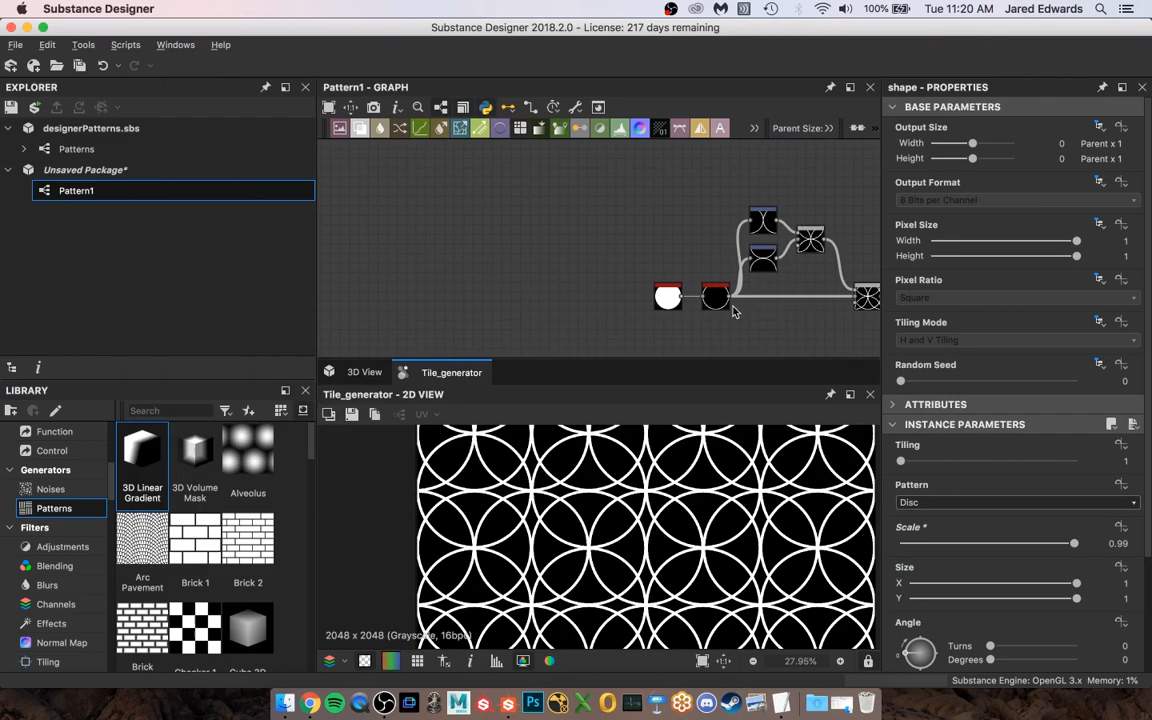 Substance Designer
100%
Tue 11:20 AM
Jared Edwards
Substance Designer 2018.2.0 - License: 217 days remaining
File
Edit
Tools
Scripts
Windows
Help
EXPLORER
designerPatterns.sbs
Patterns
Unsaved Package*
Pattern1
LIBRARY
Search
Function
Control
Generators
Noises
Patterns
Filters
Adjustments
Blending
Blurs
Channels
Effects
Normal Map
Tiling
3D Linear
Gradient
3D Volume
Mask
Alveolus
Arc
Pavement
Brick 1
Brick 2
Brick
Pattern1 - GRAPH
Parent Size:
3D View
Tile_generator
Tile_generator - 2D VIEW
UV
2048 x 2048 (Grayscale, 16bpc)
27.95%
shape - PROPERTIES
BASE PARAMETERS
Output Size
Width 0 Parent x 1
Height 0 Parent x 1
Output Format
8 Bits per Channel
Pixel Size
Width 1
Height 1
Pixel Ratio
Square
Tiling Mode
H and V Tiling
Random Seed
0
ATTRIBUTES
INSTANCE PARAMETERS
Tiling
1
Pattern
Disc
Scale *
0.99
Size
X 1
Y 1
Angle
Turns 0
Degrees 0
Substance Engine: OpenGL 3.x Memory: 1%